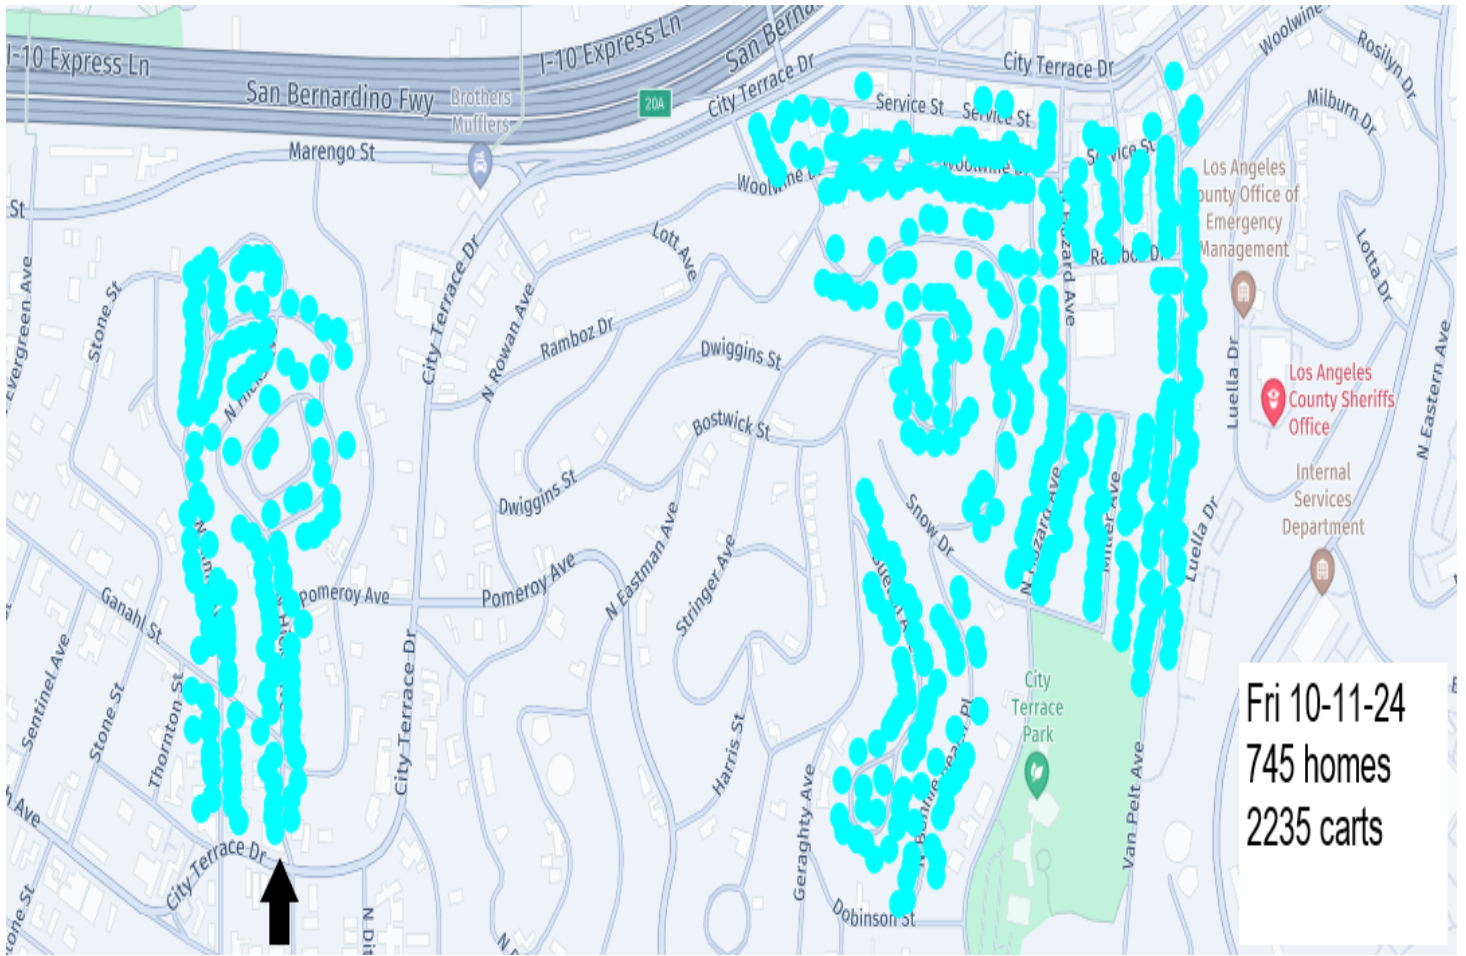 I-10 Express Ln
I-10 Express Ln
San Berna
San Bernardino Fwy
Brothers
Mufflers
20A
City Terrace Dr
City Terrace Dr
Woolwine
Rosilyn Dr
Milburn Dr
Service St
Service St
Service St
Marengo St
Woolwine Dr
St
Los Angeles
ounty Office of
Emergency
Management
Lott Ave
City Terrace Dr
Lotta Dr
Evergreen Ave
Stone St
N Rowan Ave
Ramboz Dr
Ramboz Dr
Dwiggins St
Luella Dr
Los Angeles
County Sheriffs
Office
N Eastern Ave
Bostwick St
Dwiggins St
Internal
Services
Department
Snow Dr
N Hazard Ave
Miller Ave
Luella Dr
Pomeroy Ave
Pomeroy Ave
N Eastman Ave
Stringer Ave
Ganahl St
Sentinel Ave
Stone St
Thornton St
City Terrace Dr
Harris St
Geraghty Ave
City
Terrace
Park
Van Pelt Ave
City Terrace Dr
Dobinson St
Fri 10-11-24
745 homes
2235 carts